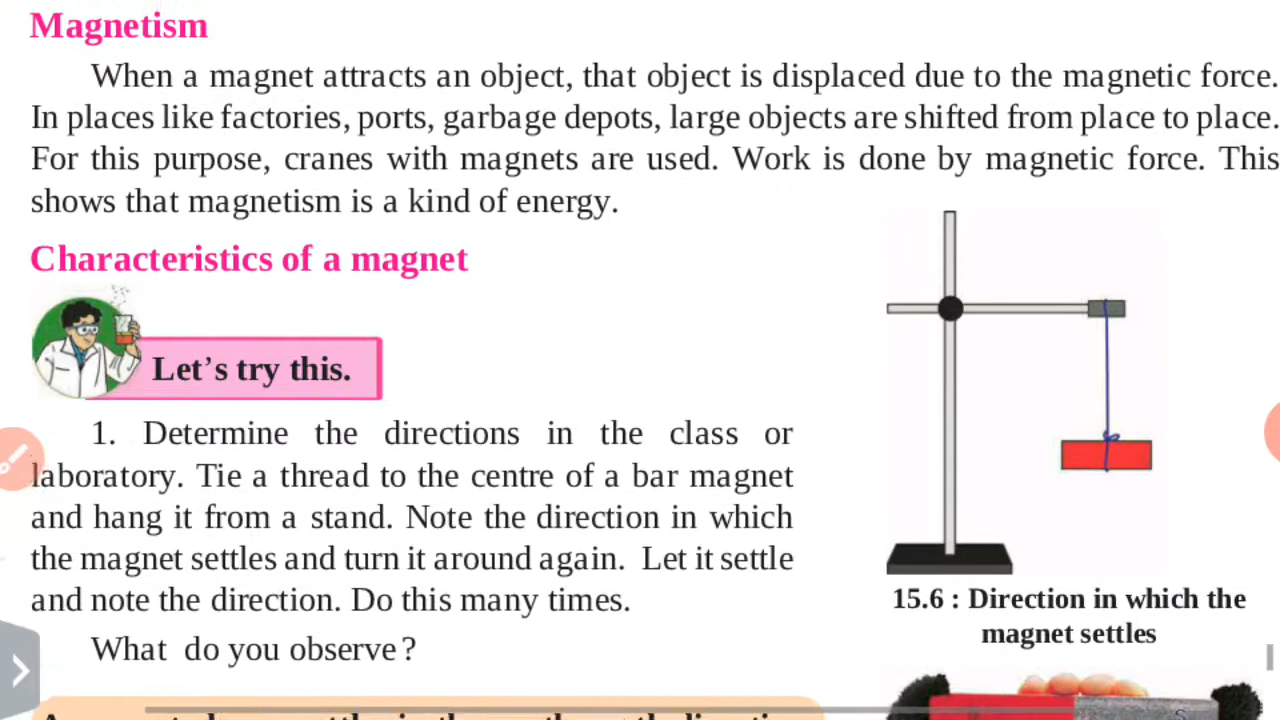 Magnetism
When a magnet attracts an object, that object is displaced due to the magnetic force.
In places like factories, ports, garbage depots, large objects are shifted from place to place.
For this purpose, cranes with magnets are used. Work is done by magnetic force. This
shows that magnetism is a kind of energy.
Characteristics of a magnet
Let's try this.
1. Determine the directions in the class or
laboratory. Tie a thread to the centre of a bar magnet
and hang it from a stand. Note the direction in which
the magnet settles and turn it around again. Let it settle
and note the direction. Do this many times.
What do you observe?
15.6 : Direction in which the
magnet settles